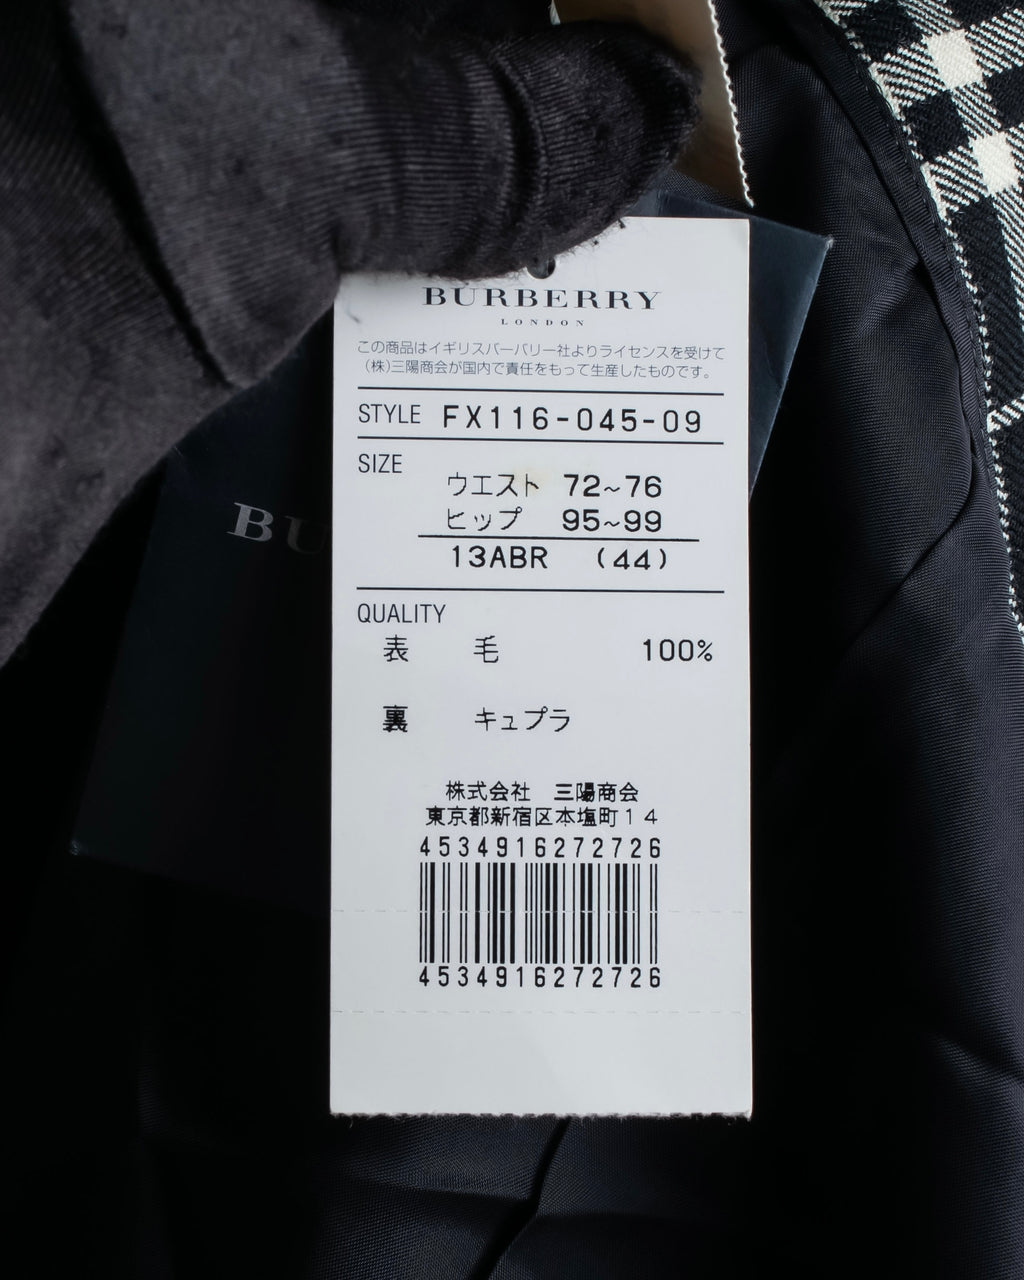 BURBERRY
LONDON
この商品はイギリスバーバリー社よりライセンスを受けて
(株)三陽商会が国内で責任をもって生産したものです。
STYLE FX116-045-09
SIZE
ウエスト 72~76
ヒップ 95~99
13ABR (44)
QUALITY
表 毛 100%
裏 キュプラ
株式会社 三陽商会
東京都新宿区本塩町14
4534916272726
4534916272726
BU